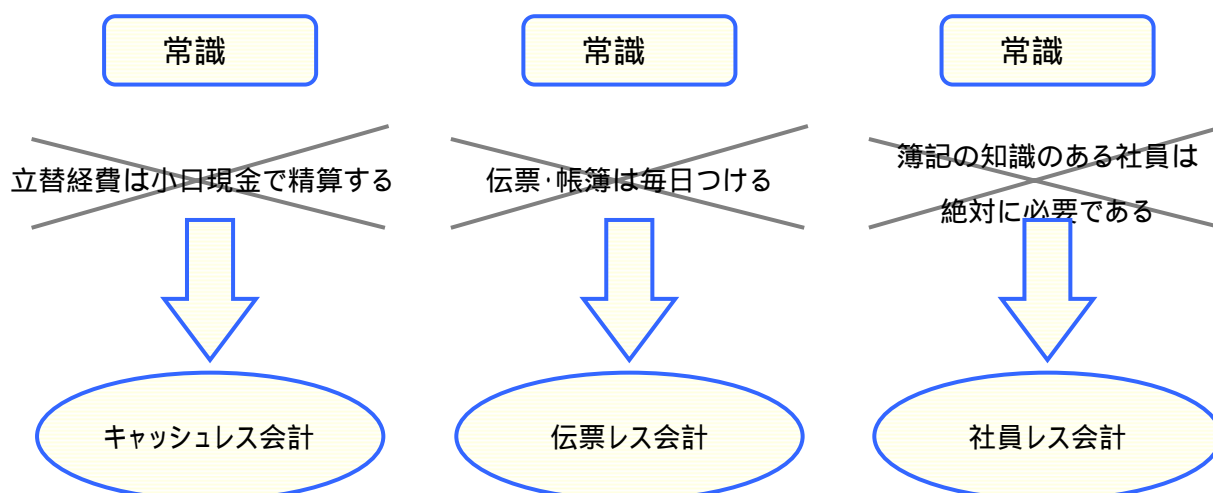 常識
常識
常識
立替経費は小口現金で精算する
伝票･帳簿は毎日つける
簿記の知識のある社員は
絶対に必要である
キャッシュレス会計
伝票レス会計
社員レス会計